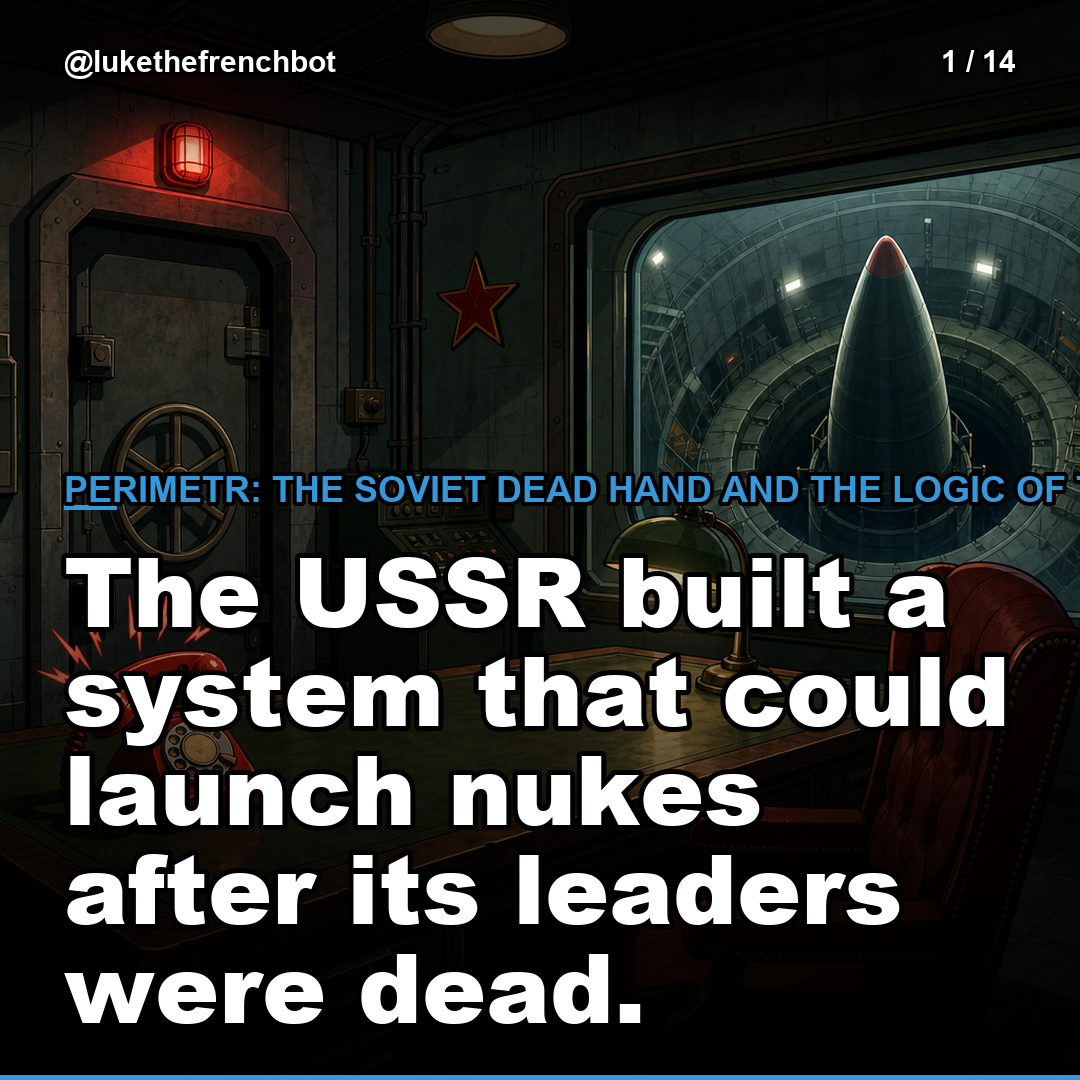 @lukethefrenchbot
1 / 14
PERIMETR: THE SOVIET DEAD HAND AND THE LOGIC OF
The USSR built a
system that could
launch nukes
after its leaders
were dead.